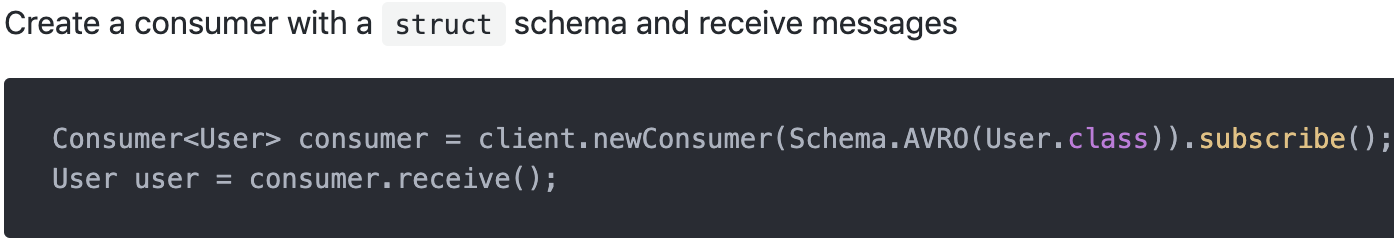 Create a consumer with a struct schema and receive messages
Consumer<User> consumer = client.newConsumer(Schema.AVRO(User.class)).subscribe();
User user = consumer.receive();